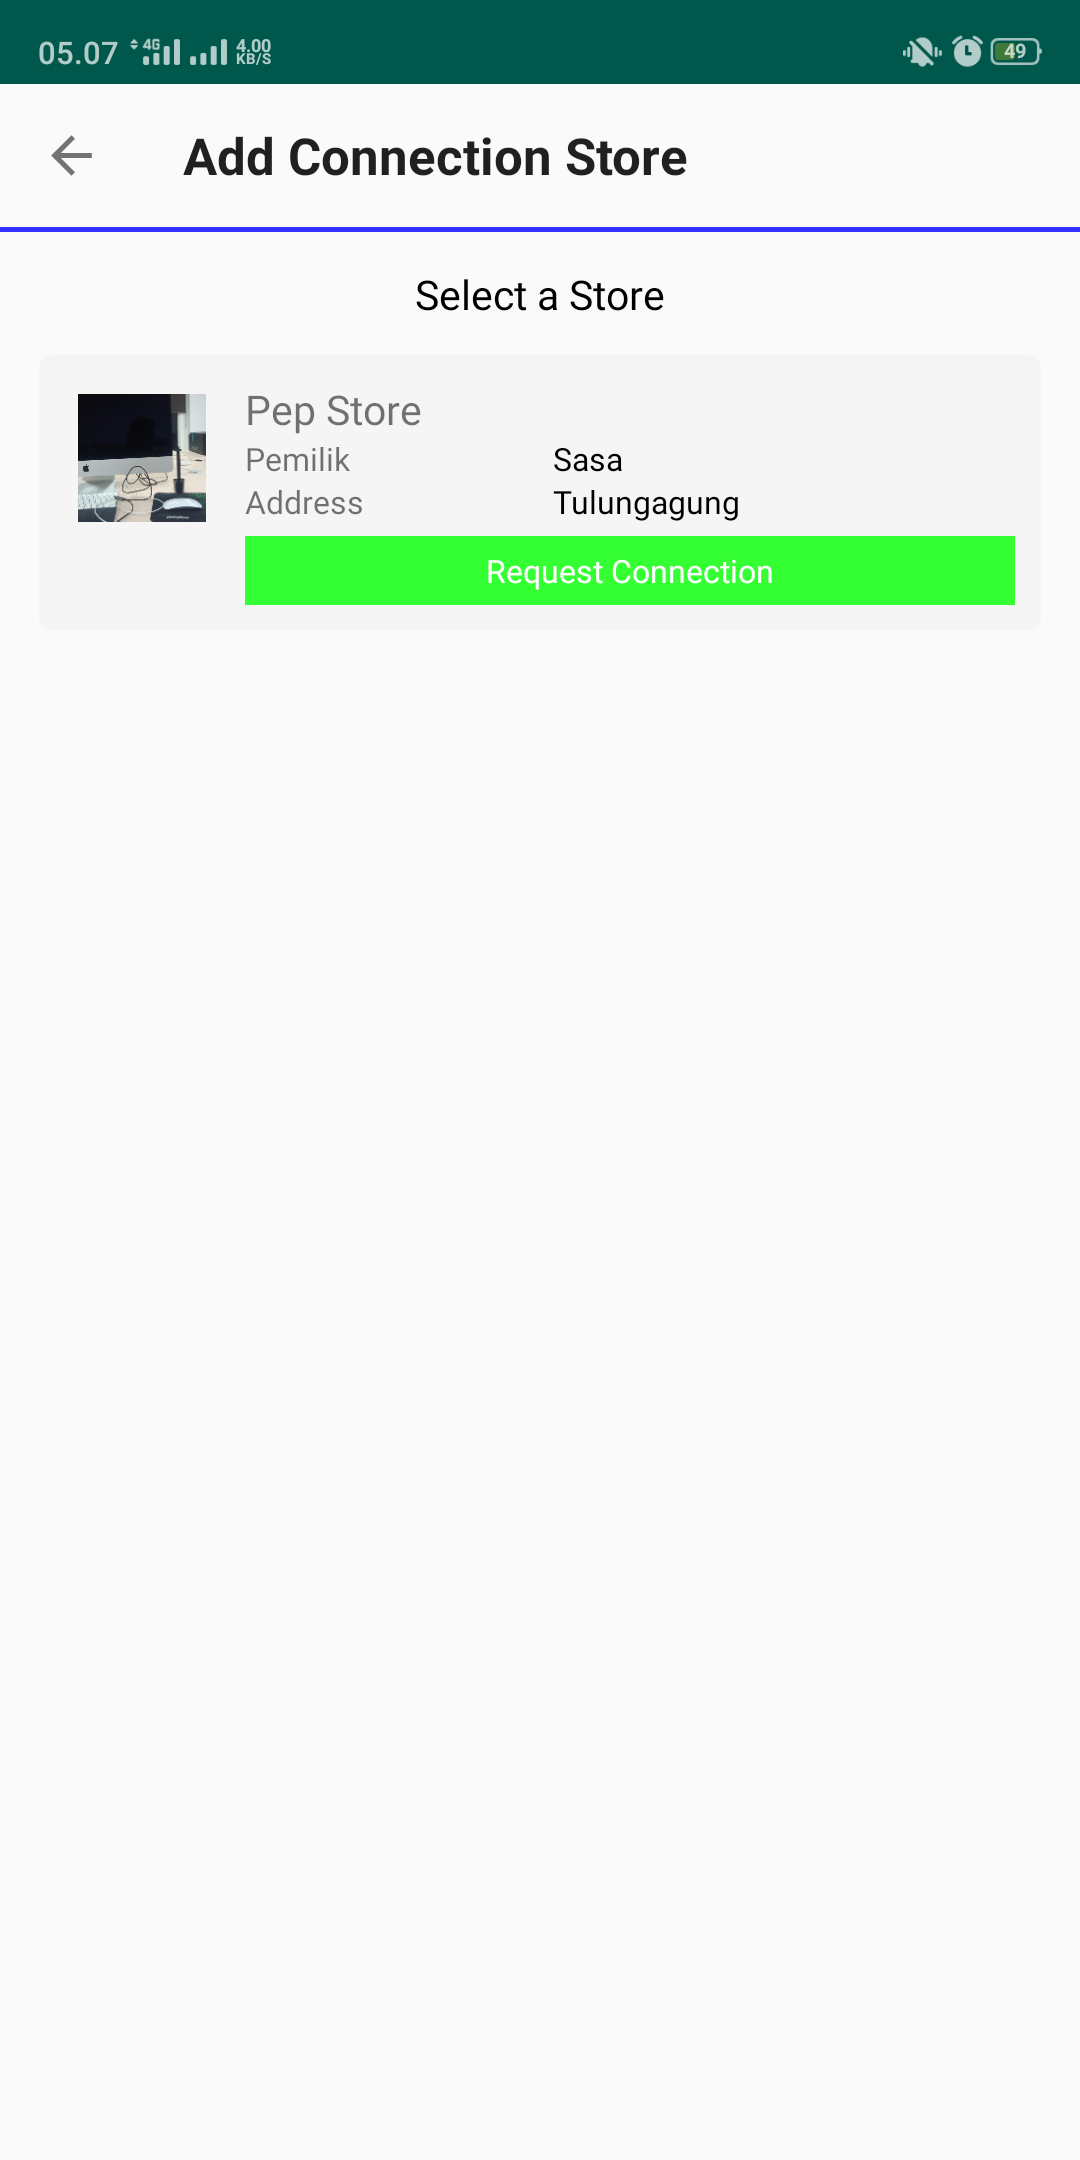 05.07 4G 4.00 KB/S 49
Add Connection Store
Select a Store
Pep Store
Pemilik Sasa
Address Tulungagung
Request Connection